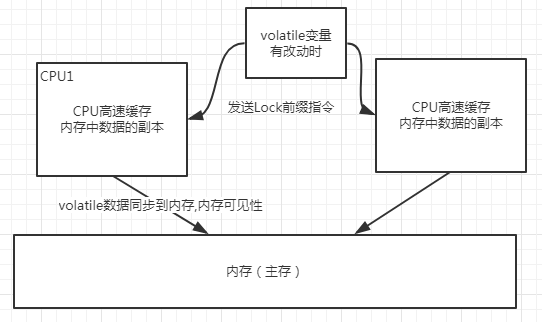 volatile变量
有改动时
CPU1
CPU高速缓存
内存中数据的副本
发送Lock前缀指令
CPU高速缓存
内存中数据的副本
volatile数据同步到内存,内存可见性
内存（主存）